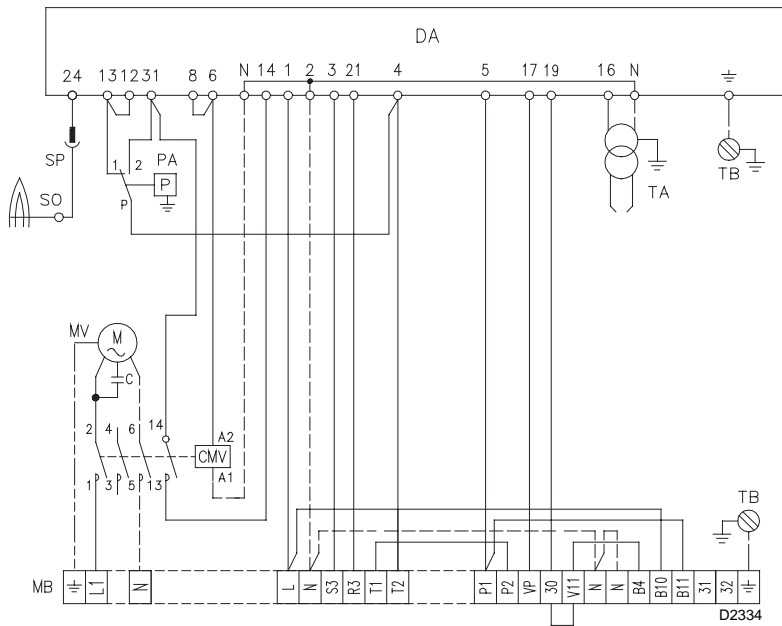 DA
24 13 12 31 8 6 N 14 1 2 3 21 4 5 17 19 16 N
SP
1 2 PA
P
P
SO
TB
TA
MV M
C
2 4 6 14
A2
CMV
A1
1 3 5 13
TB
MB L1 N L N S3 R3 T1 T2 P1 P2 VP 30 V11 N N B4 B10 B11 31 32
D2334